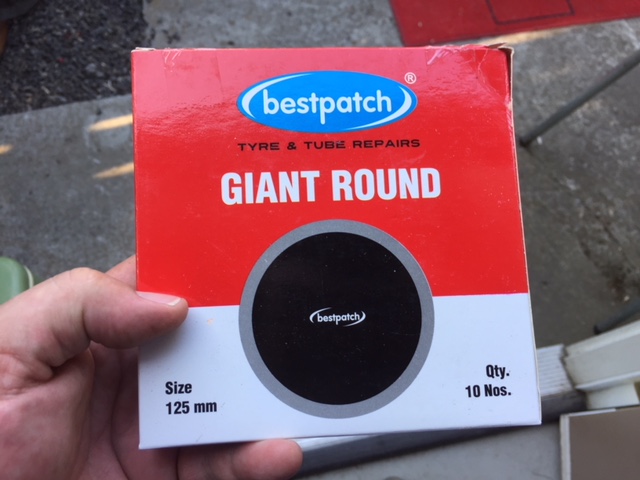 bestpatch ®
TYRE & TUBE REPAIRS
GIANT ROUND
bestpatch
Size
125 mm
Qty.
10 Nos.